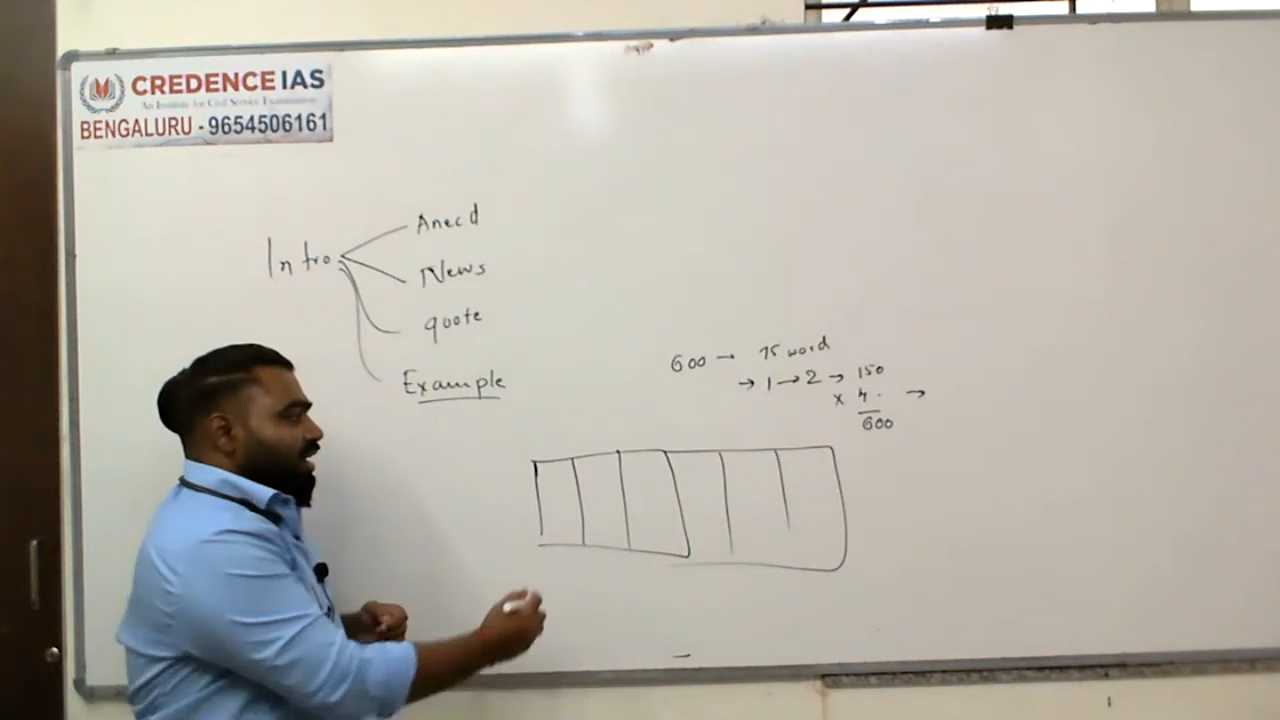 CREDENCE IAS
An Institute for Civil Service Examination
BENGALURU - 9654506161
Intro
Anecd
News
quote
Example
600 → 75 word
→ 1 → 2 → 150
x 4 →
600